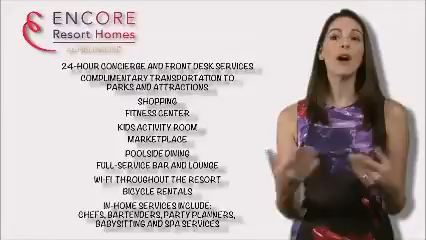 ENCORE
Resort Homes
24-HOUR CONCIERGE AND FRONT DESK SERVICES
COMPLIMENTARY TRANSPORTATION TO
PARKS AND ATTRACTIONS
SHOPPING
FITNESS CENTER
KIDS ACTIVITY ROOM
MARKETPLACE
POOLSIDE DINING
FULL-SERVICE BAR AND LOUNGE
WI-FI THROUGHOUT THE RESORT
BICYCLE RENTALS
IN-HOME SERVICES INCLUDE:
CHEFS, BARTENDERS, PARTY PLANNERS,
BABYSITTING AND SPA SERVICES